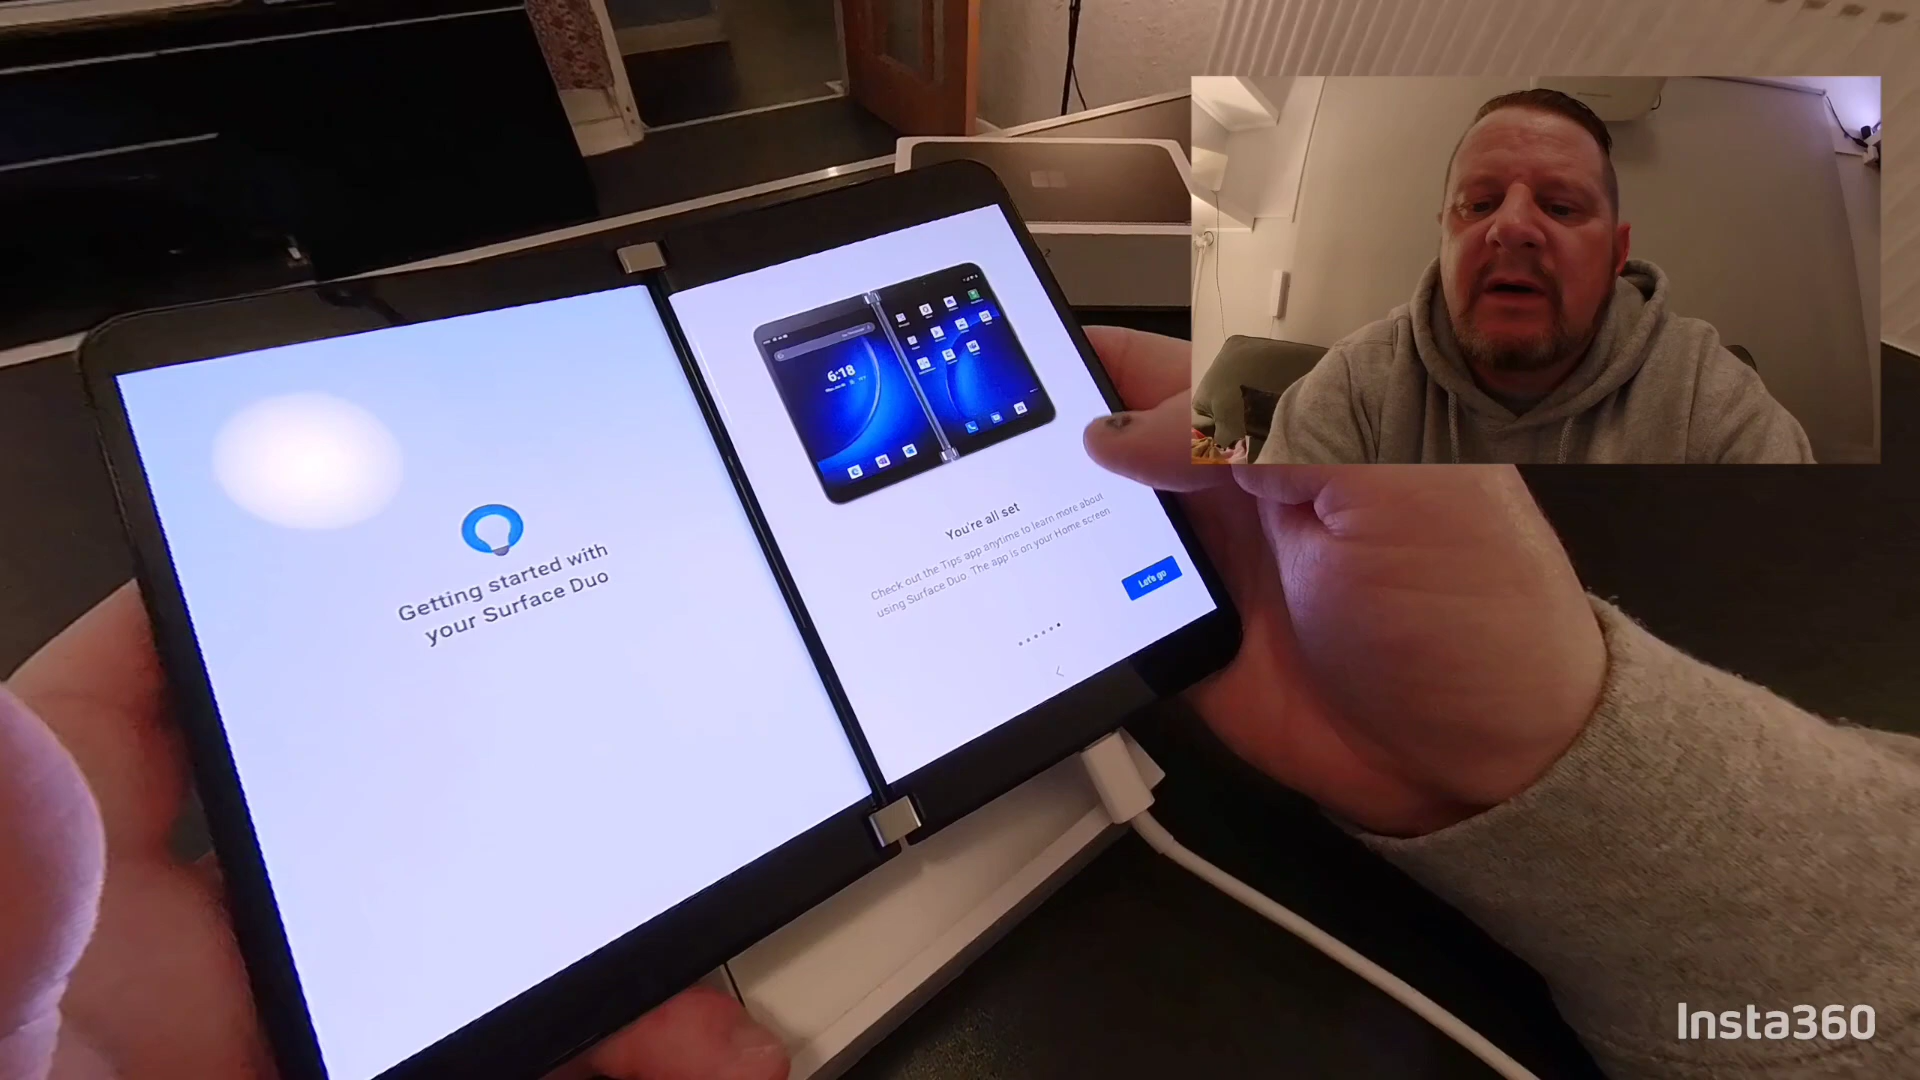 Getting started with
your Surface Duo
6:18
You're all set
Check out the Tips app anytime to learn more about
using Surface Duo. The app is on your Home screen
Let's go
Insta360